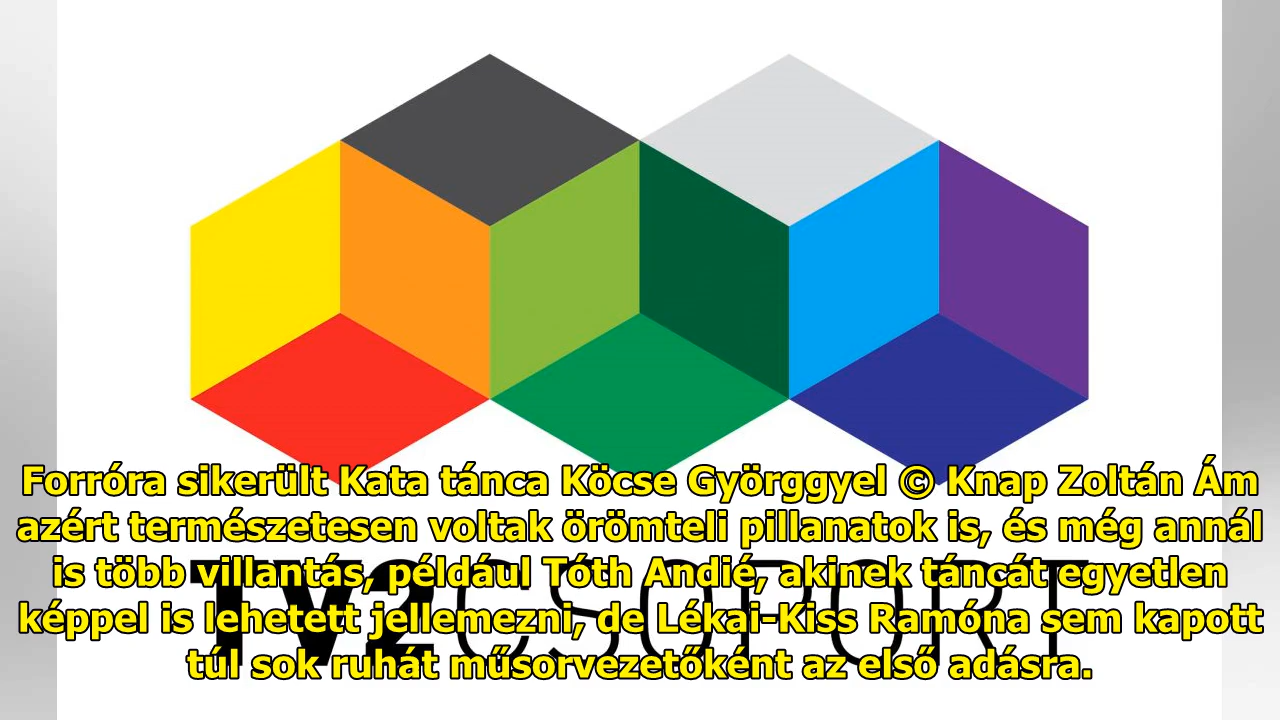 Forróra sikerült Kata tánca Köcse Györggyel © Knap Zoltán Ám
azért természetesen voltak örömteli pillanatok is, és még annál
is több villantás, például Tóth Andié, akinek táncát egyetlen
képpel is lehetett jellemezni, de Lékai-Kiss Ramóna sem kapott
túl sok ruhát műsorvezetőként az első adásra.
TV2CSOPORT